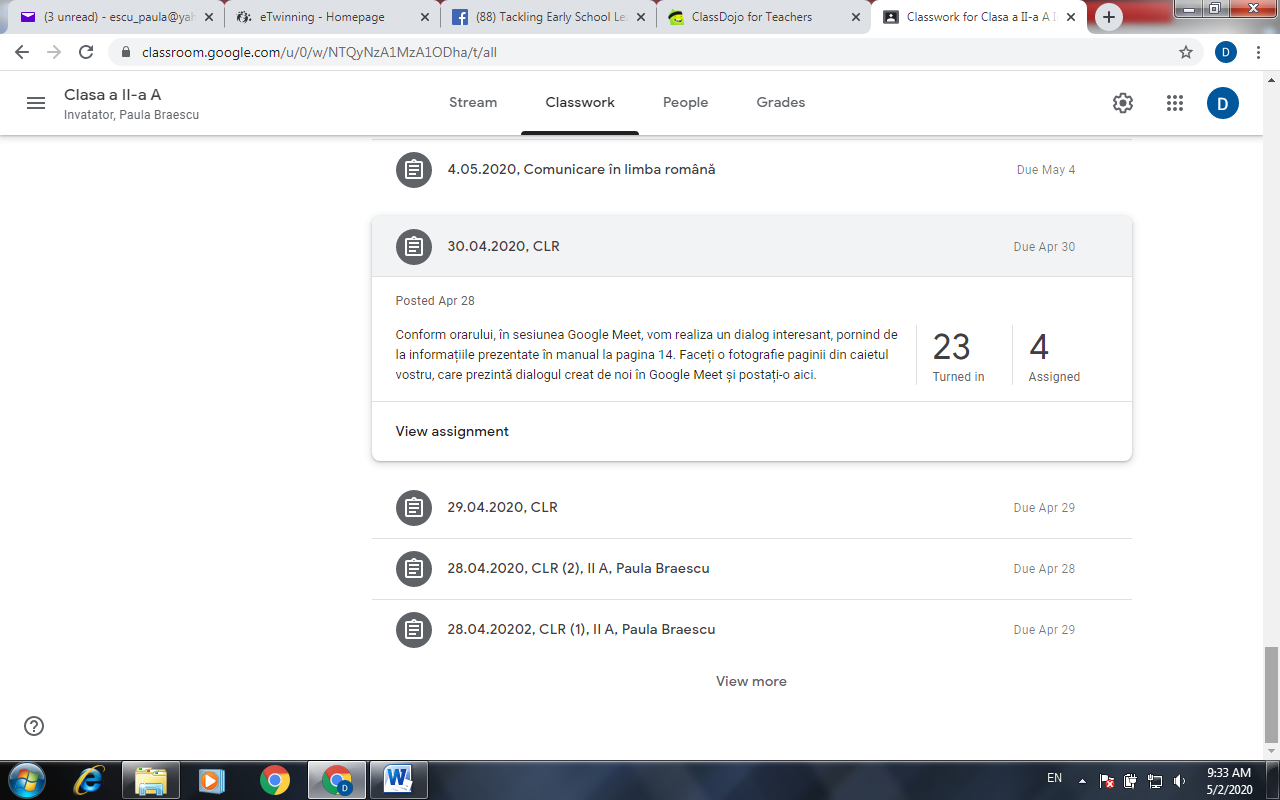 (3 unread) - escu_paula@yah
eTwinning - Homepage
(88) Tackling Early School Le
ClassDojo for Teachers
Classwork for Clasa a II-a A I
classroom.google.com/u/0/w/NTQyNzA1MzA1ODha/t/all
D
Clasa a II-a A
Invatator, Paula Braescu
Stream
Classwork
People
Grades
D
4.05.2020, Comunicare în limba română
Due May 4
30.04.2020, CLR
Due Apr 30
Posted Apr 28
Conform orarului, în sesiunea Google Meet, vom realiza un dialog interesant, pornind de
la informațiile prezentate în manual la pagina 14. Faceți o fotografie paginii din caietul
vostru, care prezintă dialogul creat de noi în Google Meet și postați-o aici.
23
Turned in
4
Assigned
View assignment
29.04.2020, CLR
Due Apr 29
28.04.2020, CLR (2), II A, Paula Braescu
Due Apr 28
28.04.20202, CLR (1), II A, Paula Braescu
Due Apr 29
View more
EN
9:33 AM
5/2/2020